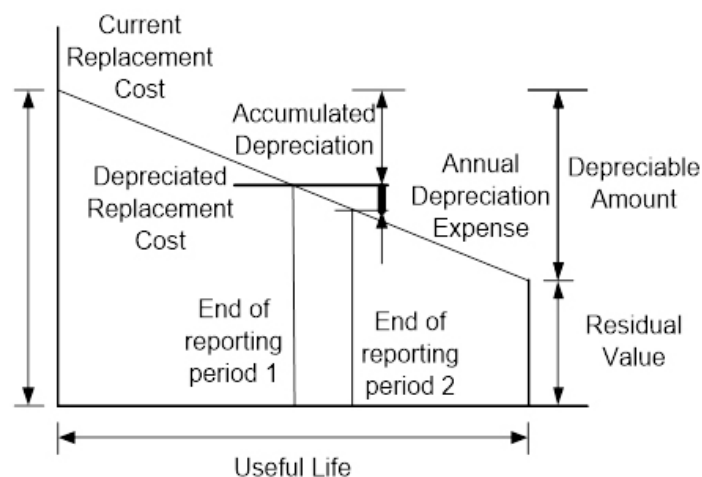 Current
Replacement
Cost
Accumulated
Depreciation
Annual
Depreciation
Expense
Depreciable
Amount
Depreciated
Replacement
Cost
End of
reporting
period 1
End of
reporting
period 2
Residual
Value
Useful Life